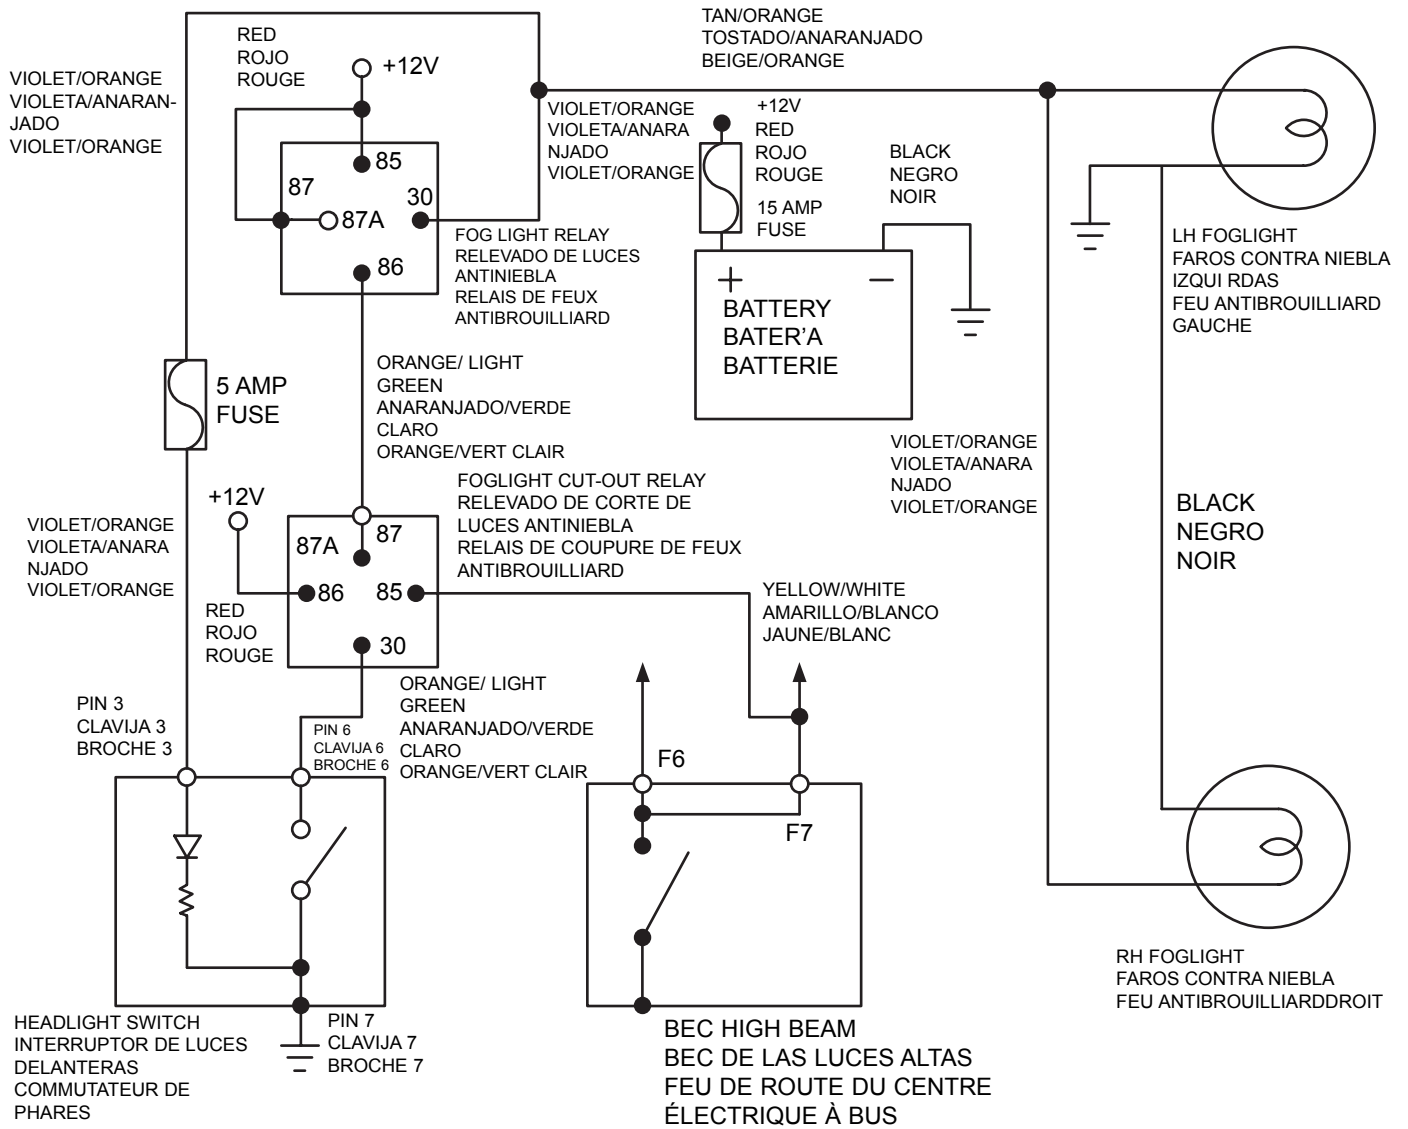 TAN/ORANGE
TOSTADO/ANARANJADO
BEIGE/ORANGE
RED
ROJO
ROUGE
+12V
VIOLET/ORANGE
VIOLETA/ANARAN-
JADO
VIOLET/ORANGE
85
87
30
87A
86
FOG LIGHT RELAY
RELEVADO DE LUCES
ANTINIEBLA
RELAIS DE FEUX
ANTIBROUILLIARD
VIOLET/ORANGE
VIOLETA/ANARA
NJADO
VIOLET/ORANGE
+12V
RED
ROJO
ROUGE
15 AMP
FUSE
BLACK
NEGRO
NOIR
+
−
BATTERY
BATER'A
BATTERIE
LH FOGLIGHT
FAROS CONTRA NIEBLA
IZQUI RDAS
FEU ANTIBROUILLIARD
GAUCHE
5 AMP
FUSE
ORANGE/ LIGHT
GREEN
ANARANJADO/VERDE
CLARO
ORANGE/VERT CLAIR
VIOLET/ORANGE
VIOLETA/ANARA
NJADO
VIOLET/ORANGE
BLACK
NEGRO
NOIR
FOGLIGHT CUT-OUT RELAY
RELEVADO DE CORTE DE
LUCES ANTINIEBLA
RELAIS DE COUPURE DE FEUX
ANTIBROUILLIARD
+12V
VIOLET/ORANGE
VIOLETA/ANARA
NJADO
VIOLET/ORANGE
87A
87
86
85
30
RED
ROJO
ROUGE
YELLOW/WHITE
AMARILLO/BLANCO
JAUNE/BLANC
ORANGE/ LIGHT
GREEN
ANARANJADO/VERDE
CLARO
ORANGE/VERT CLAIR
PIN 3
CLAVIJA 3
BROCHE 3
PIN 6
CLAVIJA 6
BROCHE 6
F6
F7
RH FOGLIGHT
FAROS CONTRA NIEBLA
FEU ANTIBROUILLIARDDROIT
HEADLIGHT SWITCH
INTERRUPTOR DE LUCES
DELANTERAS
COMMUTATEUR DE
PHARES
PIN 7
CLAVIJA 7
BROCHE 7
BEC HIGH BEAM
BEC DE LAS LUCES ALTAS
FEU DE ROUTE DU CENTRE
ÉLECTRIQUE À BUS